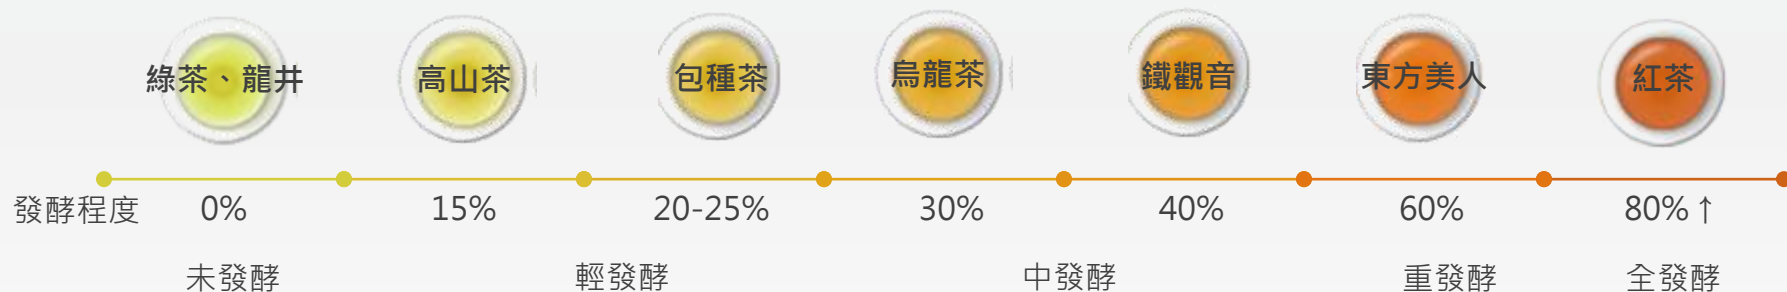 綠茶、龍井 高山茶 包種茶 烏龍茶 鐵觀音 東方美人 紅茶
發酵程度 0% 15% 20-25% 30% 40% 60% 80%↑
未發酵 輕發酵 中發酵 重發酵 全發酵